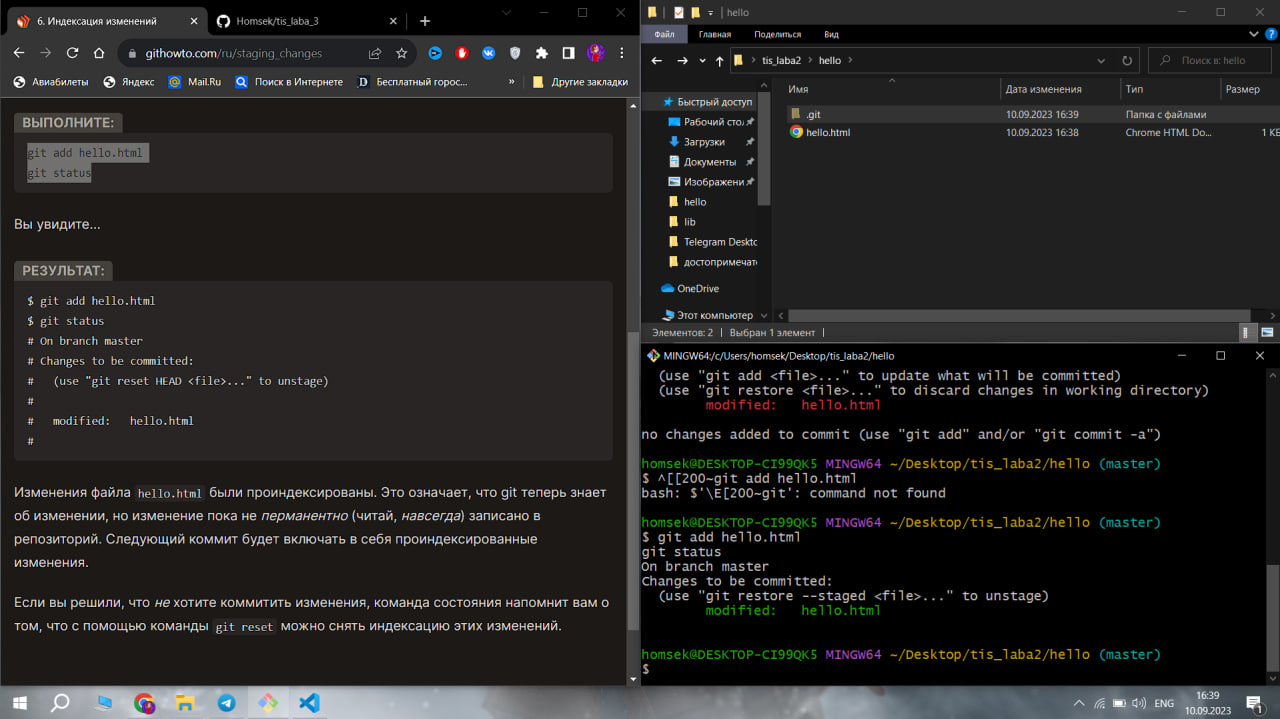 6. Индексация изменений
Homsek/tis_laba_3
githowto.com/ru/staging_changes
Авиабилеты
Яндекс
Mail.Ru
Поиск в Интернете
Бесплатный горос...
»
Другие закладки
ВЫПОЛНИТЕ:
git add hello.html
git status
Вы увидите...
РЕЗУЛЬТАТ:
$ git add hello.html
$ git status
# On branch master
# Changes to be committed:
#   (use "git reset HEAD <file>..." to unstage)
#
#   modified:   hello.html
#
Изменения файла hello.html были проиндексированы. Это означает, что git теперь знает
об изменении, но изменение пока не перманентно (читай, навсегда) записано в
репозиторий. Следующий коммит будет включать в себя проиндексированные
изменения.
Если вы решили, что не хотите коммитить изменения, команда состояния напомнит вам о
том, что с помощью команды git reset можно снять индексацию этих изменений.
hello
Файл
Главная
Поделиться
Вид
tis_laba2 > hello >
Поиск в: hello
Имя
Дата изменения
Тип
Размер
Быстрый доступ
Рабочий стол
Загрузки
Документы
Изображени
hello
lib
Telegram Deskto
достопримечат
OneDrive
Этот компьютер
.git
10.09.2023 16:39
Папка с файлами
hello.html
10.09.2023 16:38
Chrome HTML Do...
1 КБ
Элементов: 2
Выбран 1 элемент
MINGW64:/c/Users/homsek/Desktop/tis_laba2/hello
(use "git add <file>..." to update what will be committed)
(use "git restore <file>..." to discard changes in working directory)
modified:   hello.html
no changes added to commit (use "git add" and/or "git commit -a")
homsek@DESKTOP-CI99QK5 MINGW64 ~/Desktop/tis_laba2/hello (master)
$ ^[[200~git add hello.html
bash: $'\E[200~git': command not found
homsek@DESKTOP-CI99QK5 MINGW64 ~/Desktop/tis_laba2/hello (master)
$ git add hello.html
git status
On branch master
Changes to be committed:
(use "git restore --staged <file>..." to unstage)
modified:   hello.html
homsek@DESKTOP-CI99QK5 MINGW64 ~/Desktop/tis_laba2/hello (master)
$
ENG
16:39
10.09.2023
1